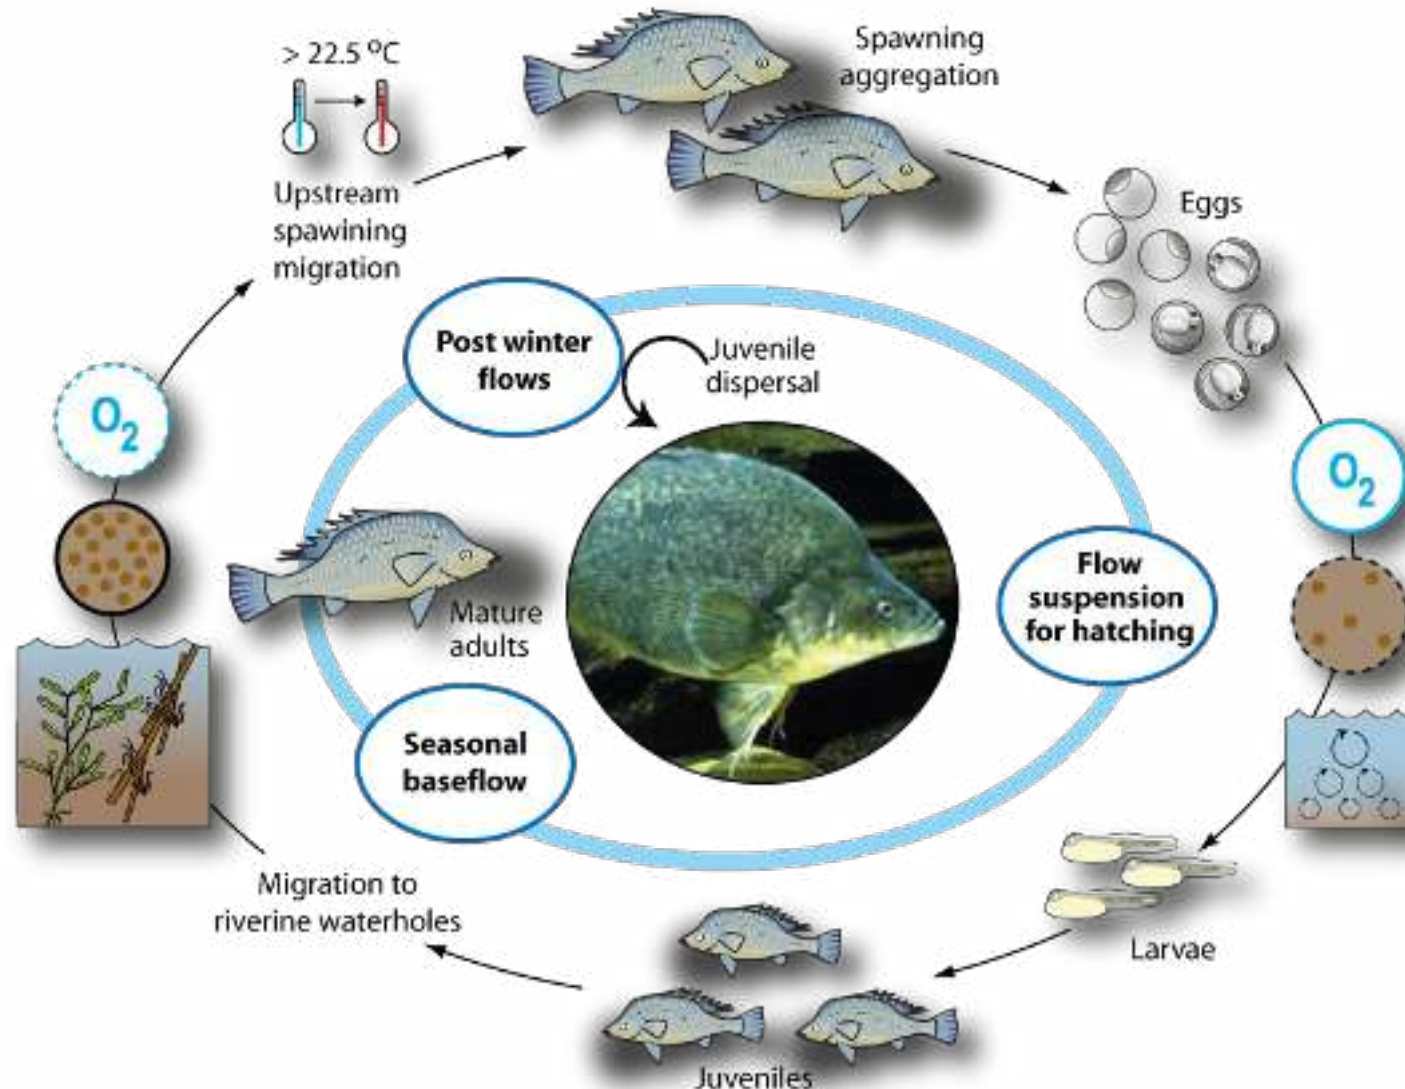 > 22.5 ºC
Upstream
spawining
migration
Spawning
aggregation
Eggs
Post winter
flows
Juvenile
dispersal
O2
O2
Flow
suspension
for hatching
Mature
adults
Seasonal
baseflow
Migration to
riverine waterholes
Larvae
Juveniles